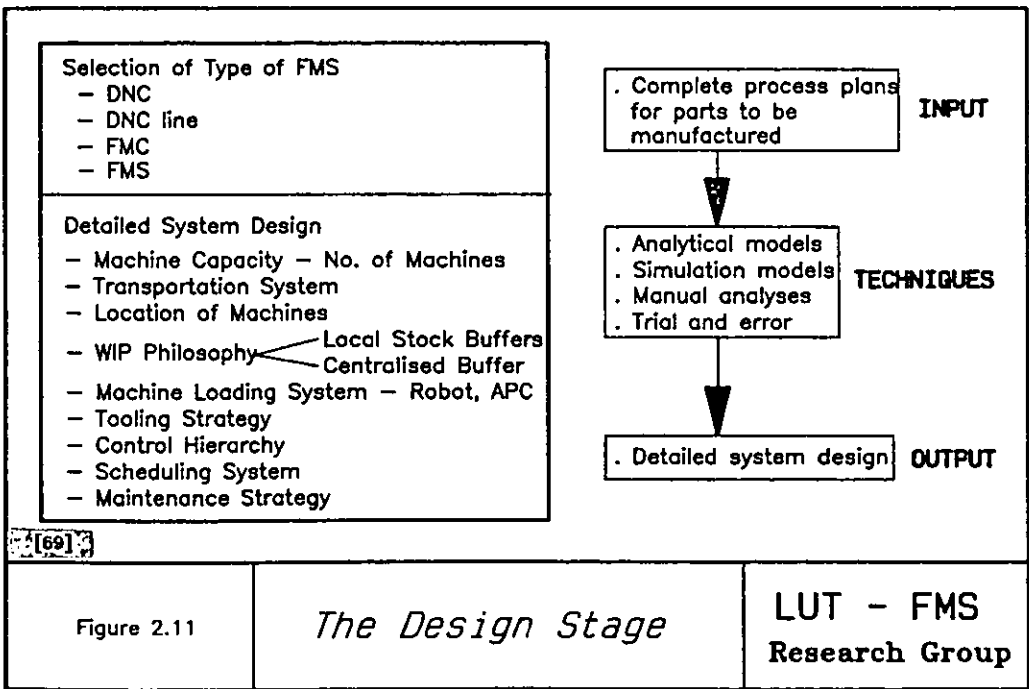 Selection of Type of FMS
– DNC
– DNC line
– FMC
– FMS
Detailed System Design
– Machine Capacity – No. of Machines
– Transportation System
– Location of Machines
– WIP Philosophy
Local Stock Buffers
Centralised Buffer
– Machine Loading System – Robot, APC
– Tooling Strategy
– Control Hierarchy
– Scheduling System
– Maintenance Strategy
[69]
. Complete process plans
for parts to be
manufactured
INPUT
. Analytical models
. Simulation models
. Manual analyses
. Trial and error
TECHNIQUES
. Detailed system design
OUTPUT
Figure 2.11
The Design Stage
LUT – FMS
Research Group